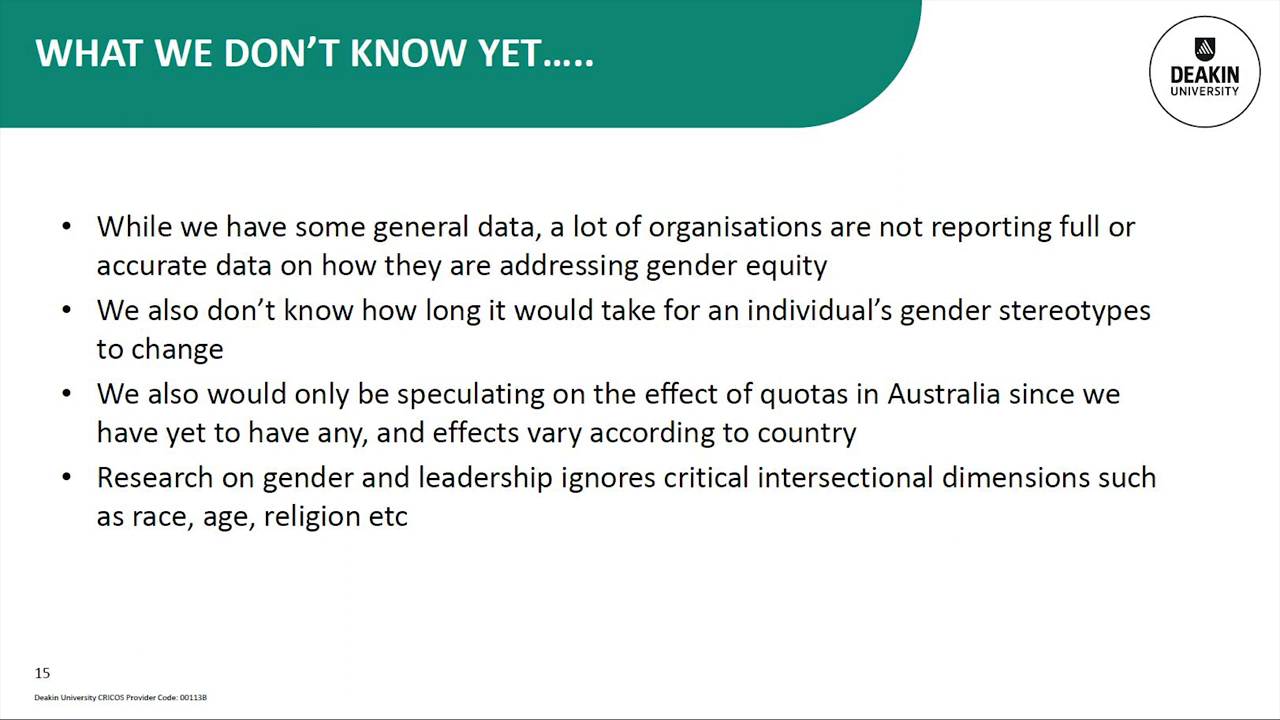 WHAT WE DON’T KNOW YET…..
DEAKIN
UNIVERSITY
• While we have some general data, a lot of organisations are not reporting full or
accurate data on how they are addressing gender equity
• We also don’t know how long it would take for an individual’s gender stereotypes
to change
• We also would only be speculating on the effect of quotas in Australia since we
have yet to have any, and effects vary according to country
• Research on gender and leadership ignores critical intersectional dimensions such
as race, age, religion etc
15
Deakin University CRICOS Provider Code: 00113B